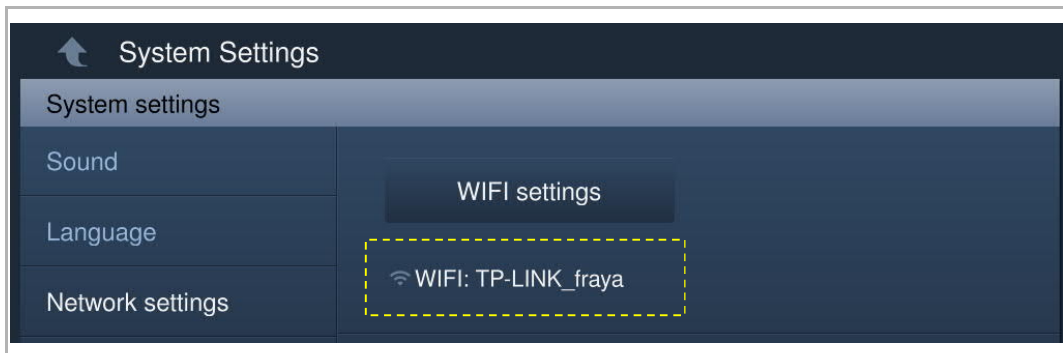 System Settings
System settings
Sound
WIFI settings
Language
WIFI: TP-LINK_fraya
Network settings